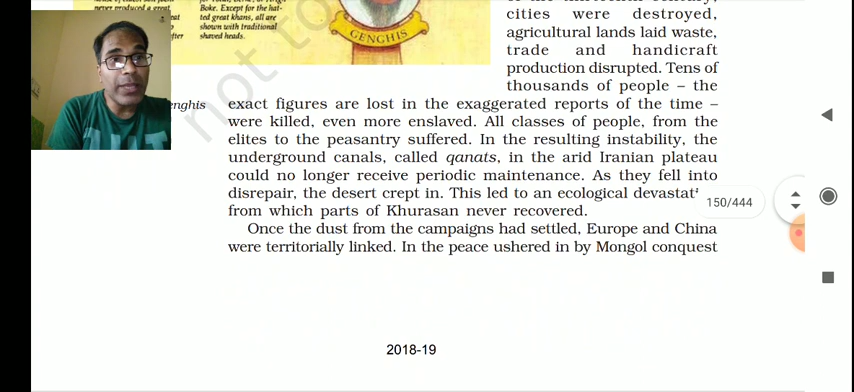 never produced a great
Boke. Except for the hat-
ted great khans, all are
shown with traditional
shaved heads.
GENGHIS
cities were destroyed,
agricultural lands laid waste,
trade and handicraft
production disrupted. Tens of
thousands of people – the
enghis
exact figures are lost in the exaggerated reports of the time –
were killed, even more enslaved. All classes of people, from the
elites to the peasantry suffered. In the resulting instability, the
underground canals, called qanats, in the arid Iranian plateau
could no longer receive periodic maintenance. As they fell into
disrepair, the desert crept in. This led to an ecological devastat
from which parts of Khurasan never recovered.
Once the dust from the campaigns had settled, Europe and China
were territorially linked. In the peace ushered in by Mongol conquest
150/444
2018-19
not to